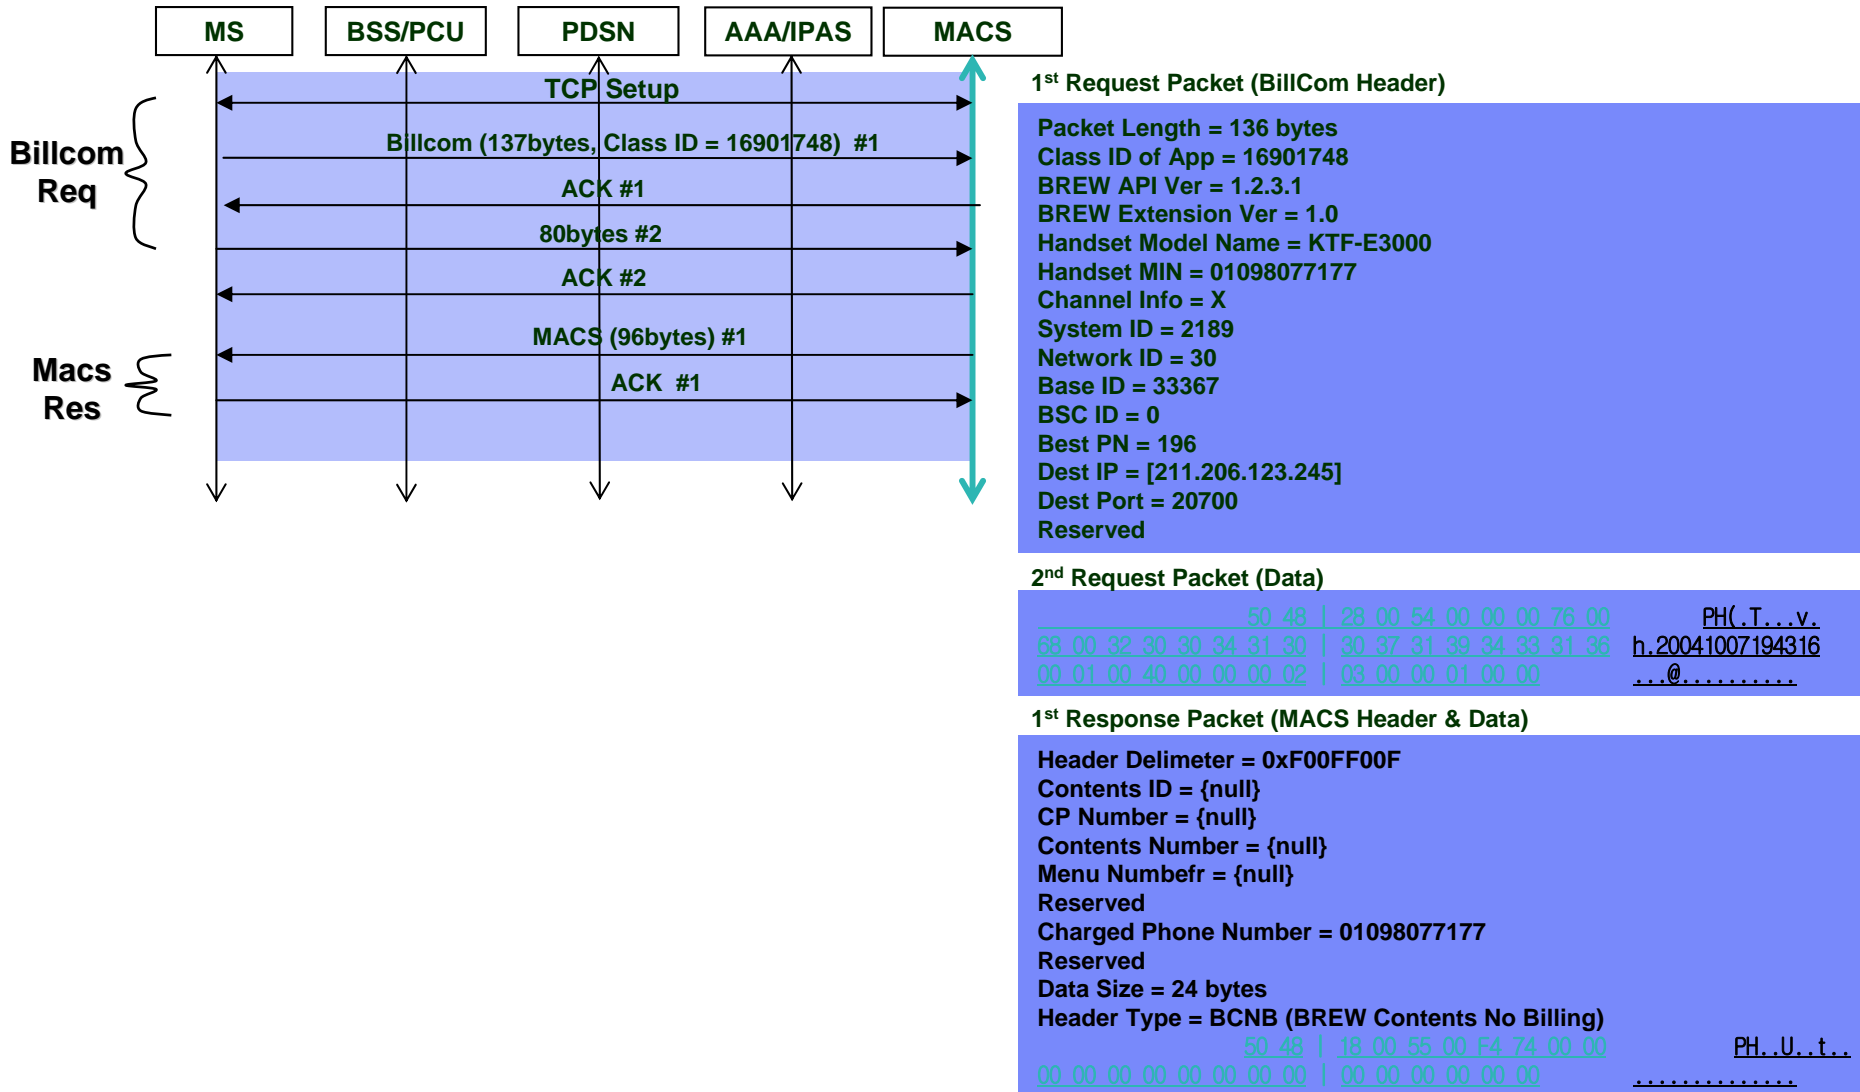 MS
BSS/PCU
PDSN
AAA/IPAS
MACS
TCP Setup
Billcom (137bytes, Class ID = 16901748) #1
ACK #1
80bytes #2
ACK #2
MACS (96bytes) #1
ACK #1
Billcom
Req
Macs
Res
1st Request Packet (BillCom Header)
Packet Length = 136 bytes
Class ID of App = 16901748
BREW API Ver = 1.2.3.1
BREW Extension Ver = 1.0
Handset Model Name = KTF-E3000
Handset MIN = 01098077177
Channel Info = X
System ID = 2189
Network ID = 30
Base ID = 33367
BSC ID = 0
Best PN = 196
Dest IP = [211.206.123.245]
Dest Port = 20700
Reserved
2nd Request Packet (Data)
50 48 | 28 00 54 00 00 00 76 00 PH(.T...v.
68 00 32 30 30 34 31 30 | 30 37 31 39 34 33 31 36 h.20041007194316
00 01 00 40 00 00 00 02 | 03 00 00 01 00 00 ...@..........
1st Response Packet (MACS Header & Data)
Header Delimeter = 0xF00FF00F
Contents ID = {null}
CP Number = {null}
Contents Number = {null}
Menu Numbefr = {null}
Reserved
Charged Phone Number = 01098077177
Reserved
Data Size = 24 bytes
Header Type = BCNB (BREW Contents No Billing)
50 48 | 18 00 55 00 F4 74 00 00 PH..U..t..
00 00 00 00 00 00 00 00 | 00 00 00 00 00 00 ..............